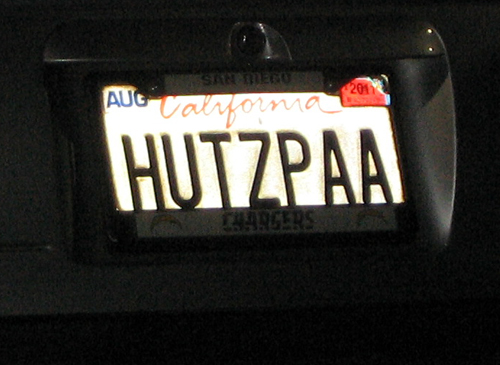 SAN DIEGO
AUG California 2011
HUTZPAA
CHARGERS